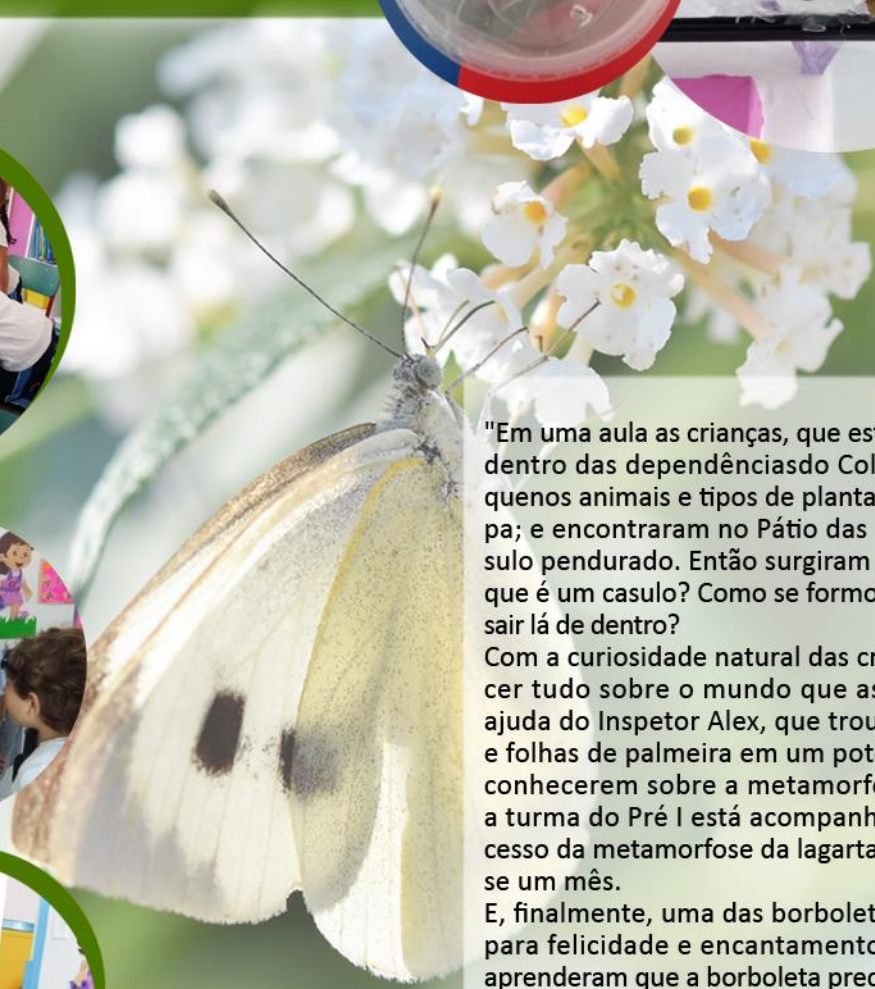 "Em uma aula as crianças, que est
dentro das dependênciasdo Col
quenos animais e tipos de planta
pa; e encontraram no Pátio das
sulo pendurado. Então surgiram
que é um casulo? Como se formo
sair lá de dentro?
Com a curiosidade natural das cr
cer tudo sobre o mundo que as
ajuda do Inspetor Alex, que trou
e folhas de palmeira em um pot
conhecerem sobre a metamorf
a turma do Pré I está acompanh
cesso da metamorfose da lagarta
se um mês.
E, finalmente, uma das borbolet
para felicidade e encantamento
aprenderam que a borboleta prec